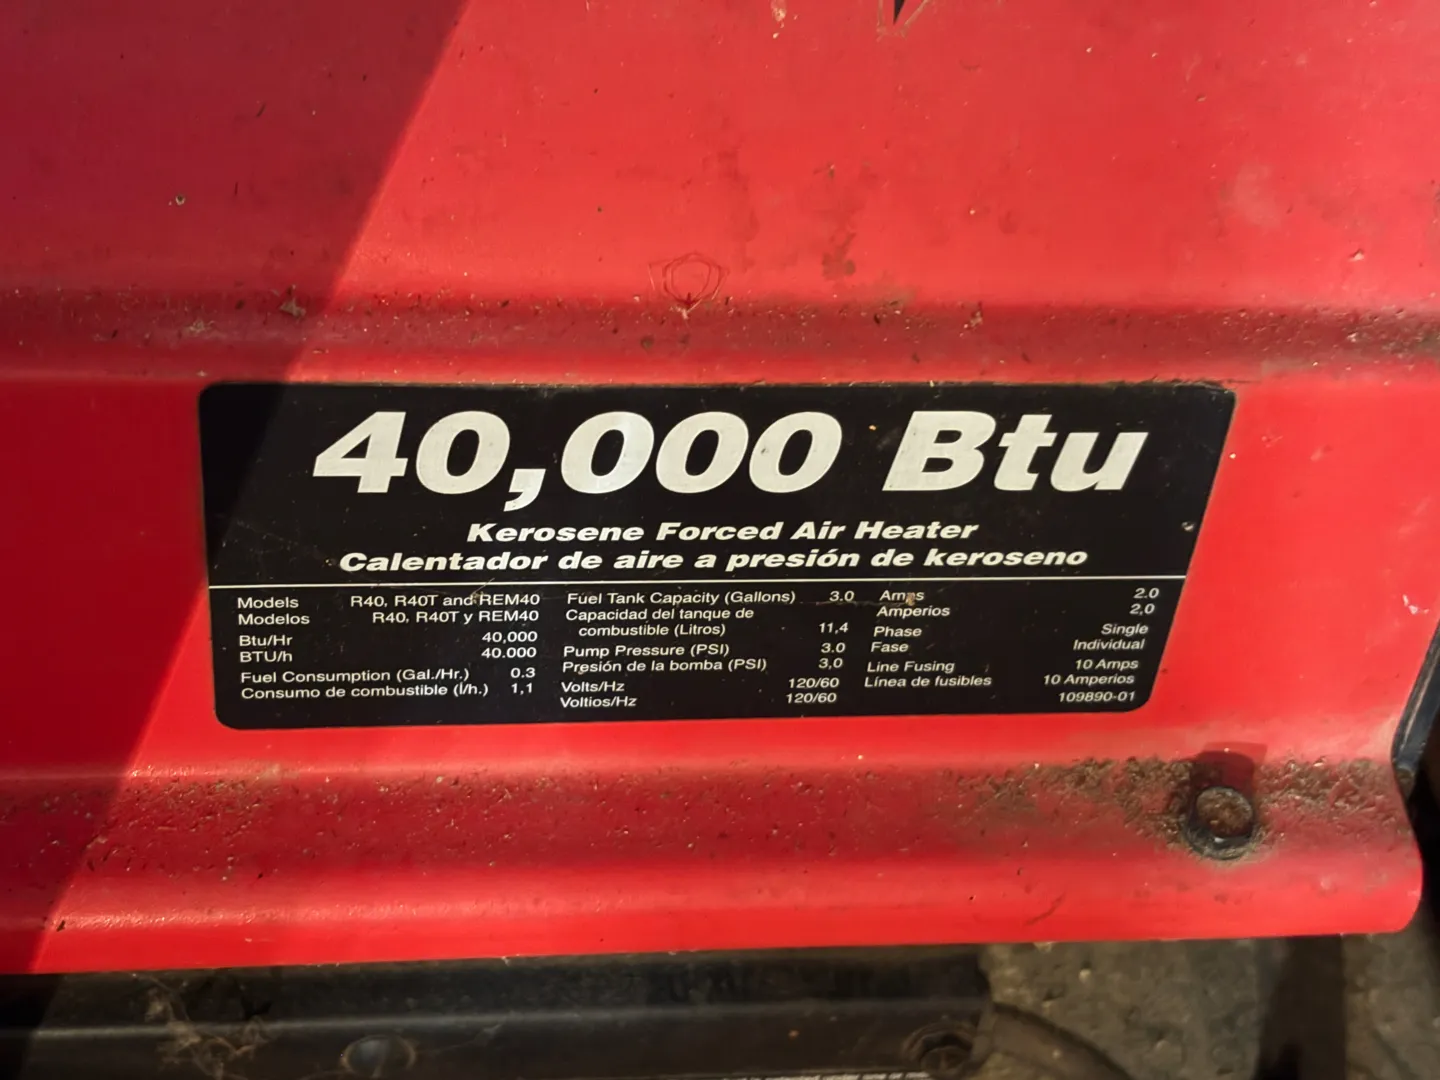 40,000 Btu
Kerosene Forced Air Heater
Calentador de aire a presión de keroseno
Models R40, R40T and REM40
Modelos R40, R40T y REM40
Btu/Hr 40,000
BTU/h 40.000
Fuel Consumption (Gal./Hr.) 0.3
Consumo de combustible (l/h.) 1,1
Fuel Tank Capacity (Gallons) 3.0
Capacidad del tanque de
combustible (Litros) 11,4
Pump Pressure (PSI) 3.0
Presión de la bomba (PSI) 3,0
Volts/Hz 120/60
Voltios/Hz 120/60
Amps 2.0
Amperios 2,0
Phase Single
Fase Individual
Line Fusing 10 Amps
Línea de fusibles 10 Amperios
109890-01